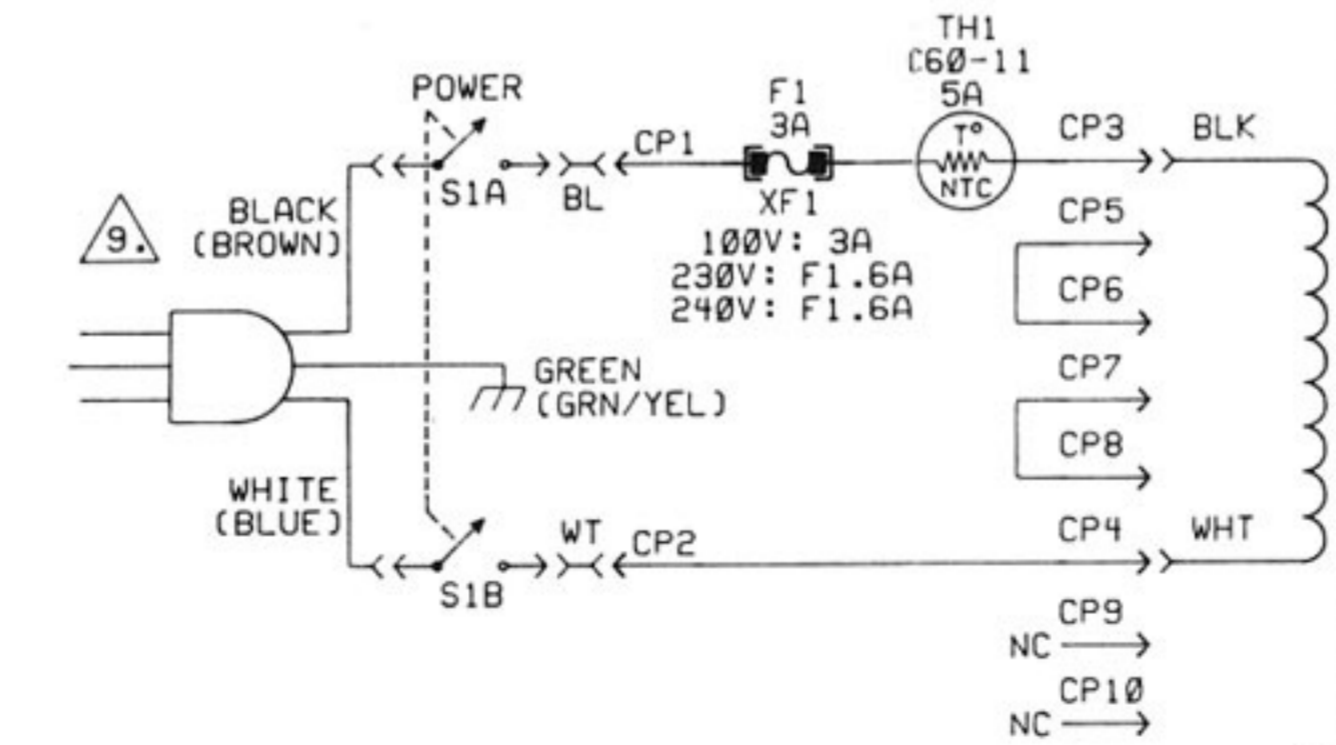 TH1
C60-11
5A
T°
NTC
POWER
F1
3A
XF1
100V: 3A
230V: F1.6A
240V: F1.6A
CP1
CP3
BLK
S1A
BL
BLACK
(BROWN)
9.
CP5
CP6
GREEN
(GRN/YEL)
CP7
CP8
WHITE
(BLUE)
WT
CP2
CP4
WHT
S1B
CP9
NC
CP10
NC